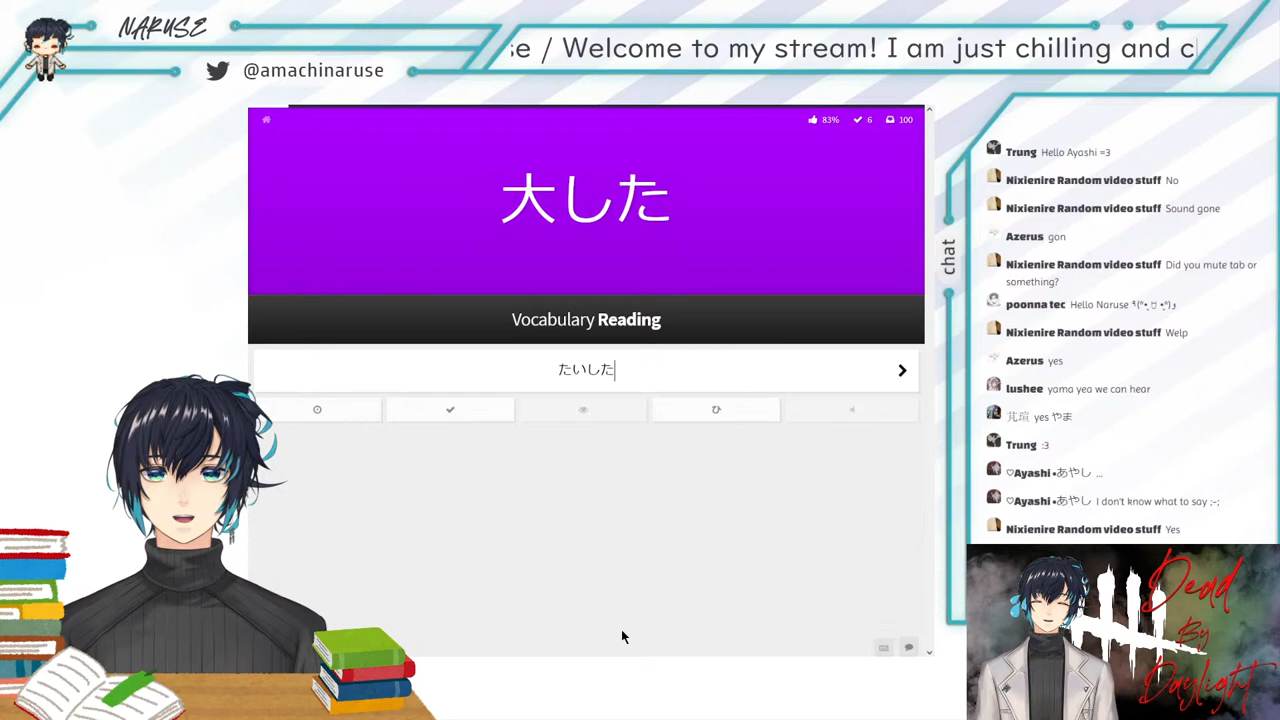 NARUSE
@amachinaruse
se / Welcome to my stream! I am just chilling and c
83% 6 100
大した
Vocabulary Reading
たいした
ひ
chat
Trung Hello Ayashi =3
Nixienire Random video stuff No
Nixienire Random video stuff Sound gone
Azerus gon
Nixienire Random video stuff Did you mute tab or
something?
poonna tec Hello Naruse
Nixienire Random video stuff Welp
Azerus yes
lushee yama yea we can hear
yes やま
Trung :3
♡Ayashi •あやし ...
♡Ayashi •あやし I don't know what to say ;-;
Nixienire Random video stuff Yes
Dead
By
Daylight